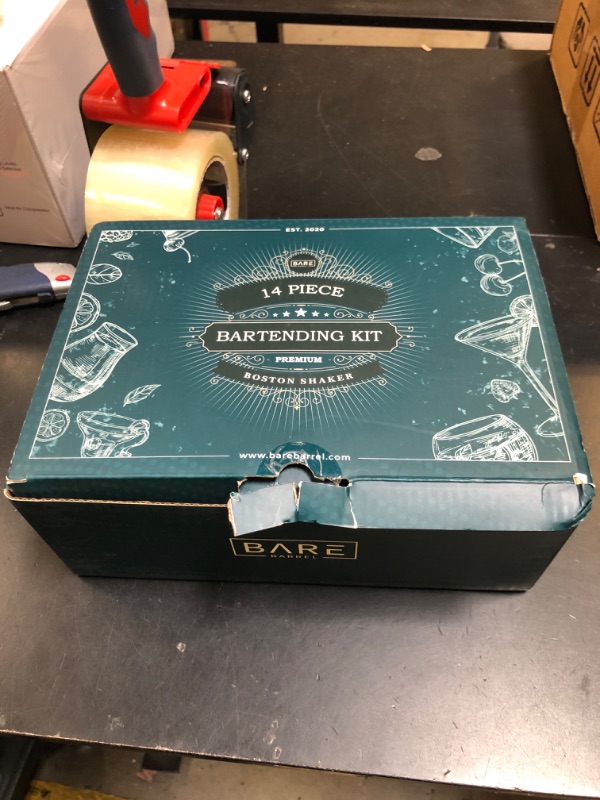 EST. 2020
BARE
14 PIECE
BARTENDING KIT
PREMIUM
BOSTON SHAKER
www.barebarrel.com
BARE
BARREL